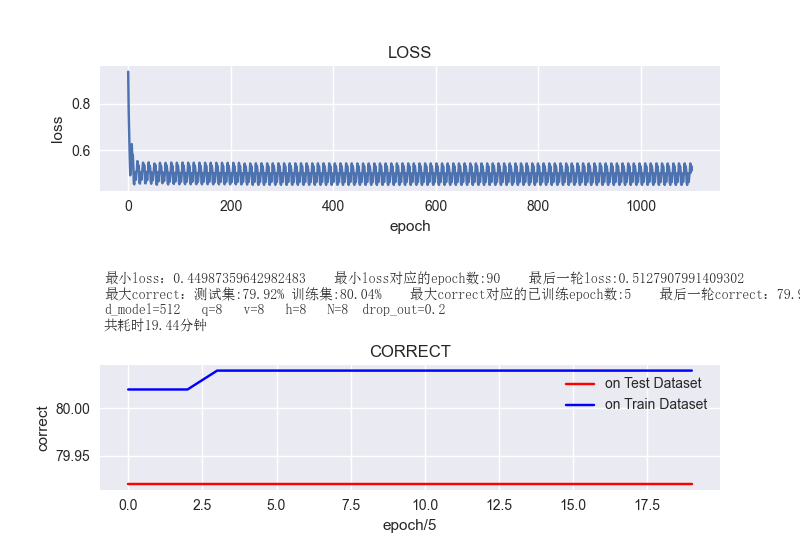 LOSS
0.8
0.6
loss
0 200 400 600 800 1000
epoch
最小loss：0.44987359642982483 最小loss对应的epoch数:90 最后一轮loss:0.5127907991409302
最大correct：测试集:79.92% 训练集:80.04% 最大correct对应的已训练epoch数:5 最后一轮correct：79.9
d_model=512 q=8 v=8 h=8 N=8 drop_out=0.2
共耗时19.44分钟
CORRECT
on Test Dataset
on Train Dataset
80.00
79.95
correct
0.0 2.5 5.0 7.5 10.0 12.5 15.0 17.5
epoch/5